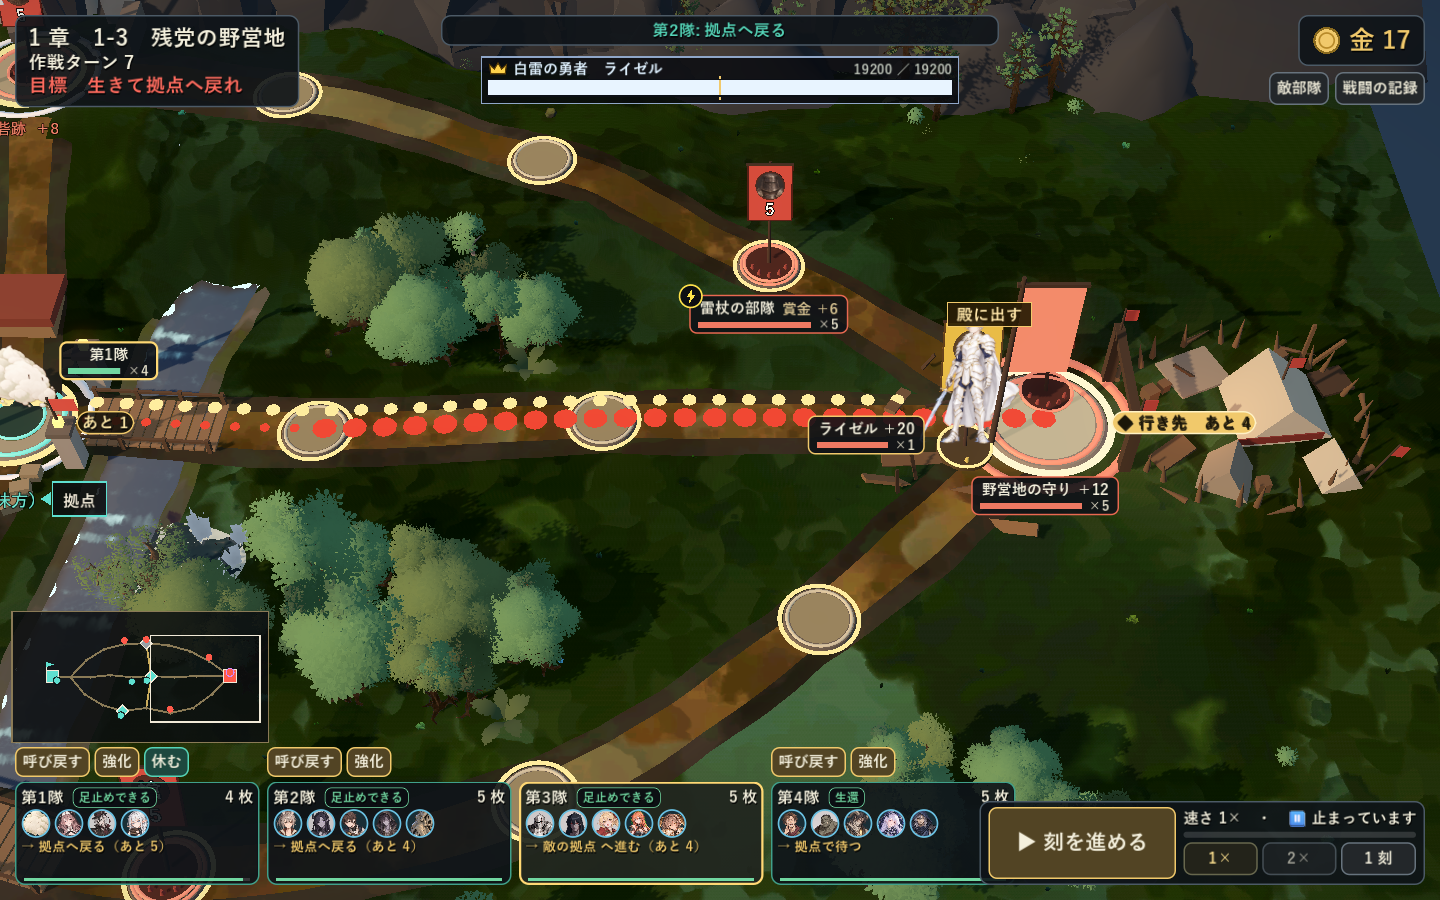 5
1 章 1-3 残党の野営地
作戦ターン 7
目標 生きて拠点へ戻れ
砦跡 +8
第2隊: 拠点へ戻る
白雷の勇者 ライゼル 19200 ／ 19200
金 17
敵部隊 戦闘の記録
5
雷杖の部隊 賞金 +6
×5
殿に出す
第1隊
×4
あと 1
ライゼル +20
×1
行き先 あと 4
野営地の守り +12
×5
味方)
拠点
呼び戻す 強化 休む
第1隊 足止めできる 4 枚
→ 拠点へ戻る（あと 5）
呼び戻す 強化
第2隊 足止めできる 5 枚
→ 拠点へ戻る（あと 4）
第3隊 足止めできる 5 枚
→ 敵の拠点 へ進む（あと 4）
呼び戻す 強化
第4隊 生還 5 枚
→ 拠点で待つ
▶ 刻を進める
速さ 1× ・ 止まっています
1× 2× 1 刻